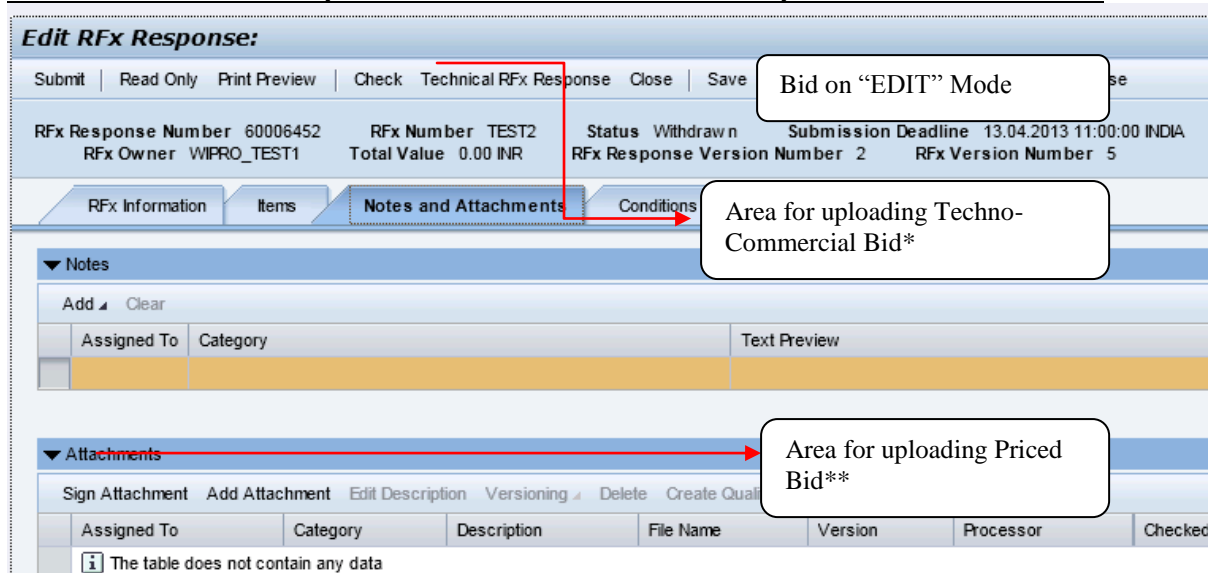 Edit RFx Response:
Submit | Read Only Print Preview | Check Technical RFx Response Close | Save
Bid on “EDIT” Mode
RFx Response Number 60006452 RFx Number TEST2 Status Withdrawn Submission Deadline 13.04.2013 11:00:00 INDIA
RFx Owner WIPRO_TEST1 Total Value 0.00 INR RFx Response Version Number 2 RFx Version Number 5
RFx Information Items Notes and Attachments Conditions
Area for uploading Techno-
Commercial Bid*
Notes
Add Clear
Assigned To Category Text Preview
Attachments
Area for uploading Priced
Bid**
Sign Attachment Add Attachment Edit Description Versioning Delete Create
Assigned To Category Description File Name Version Processor Checked
The table does not contain any data